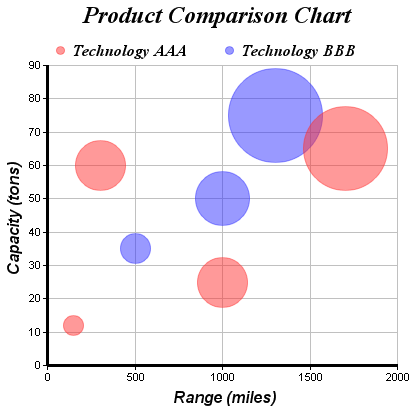 Product Comparison Chart
Technology AAA
Technology BBB
Capacity (tons)
90
80
70
60
50
40
30
20
10
0
0 500 1000 1500 2000
Range (miles)